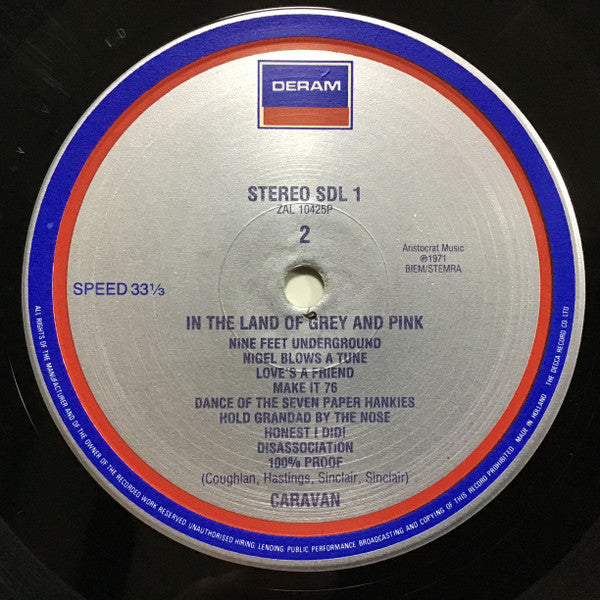 DERAM
STEREO SDL 1
ZAL 10425P
2
Aristocrat Music
℗1971
BIEM/STEMRA
SPEED 33⅓
IN THE LAND OF GREY AND PINK
NINE FEET UNDERGROUND
NIGEL BLOWS A TUNE
LOVE'S A FRIEND
MAKE IT 76
DANCE OF THE SEVEN PAPER HANKIES
HOLD GRANDAD BY THE NOSE
HONEST I DID!
DISASSOCIATION
100% PROOF
(Coughlan, Hastings, Sinclair, Sinclair)
CARAVAN
ALL RIGHTS OF THE MANUFACTURER AND OF THE OWNER OF THE RECORDED WORK RESERVED UNAUTHORISED HIRING, LENDING, PUBLIC PERFORMANCE BROADCASTING AND COPYING OF THIS RECORD PROHIBITED MADE IN HOLLAND THE DECCA RECORD CO LTD